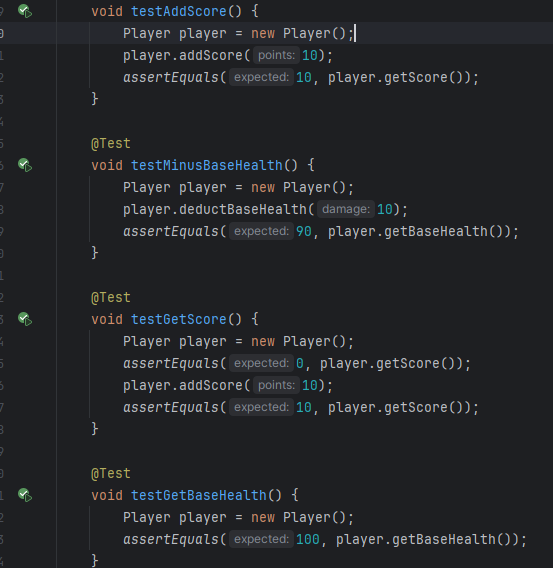 void testAddScore() {
Player player = new Player();
player.addScore( points: 10);
assertEquals( expected: 10, player.getScore());
}
@Test
void testMinusBaseHealth() {
Player player = new Player();
player.deductBaseHealth( damage: 10);
assertEquals( expected: 90, player.getBaseHealth());
}
@Test
void testGetScore() {
Player player = new Player();
assertEquals( expected: 0, player.getScore());
player.addScore( points: 10);
assertEquals( expected: 10, player.getScore());
}
@Test
void testGetBaseHealth() {
Player player = new Player();
assertEquals( expected: 100, player.getBaseHealth());
}